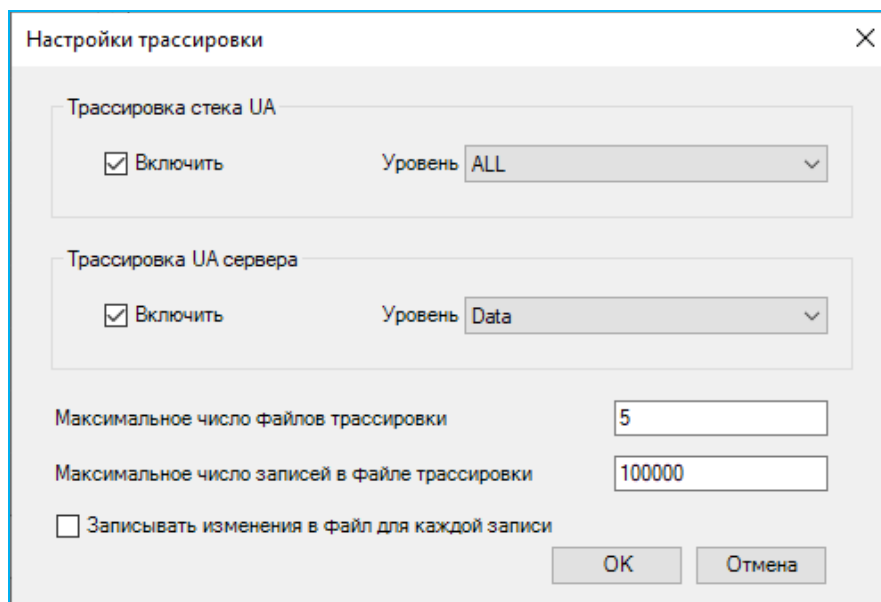 Настройки трассировки
Трассировка стека UA
Включить Уровень ALL
Трассировка UA сервера
Включить Уровень Data
Максимальное число файлов трассировки 5
Максимальное число записей в файле трассировки 100000
Записывать изменения в файл для каждой записи
OK Отмена